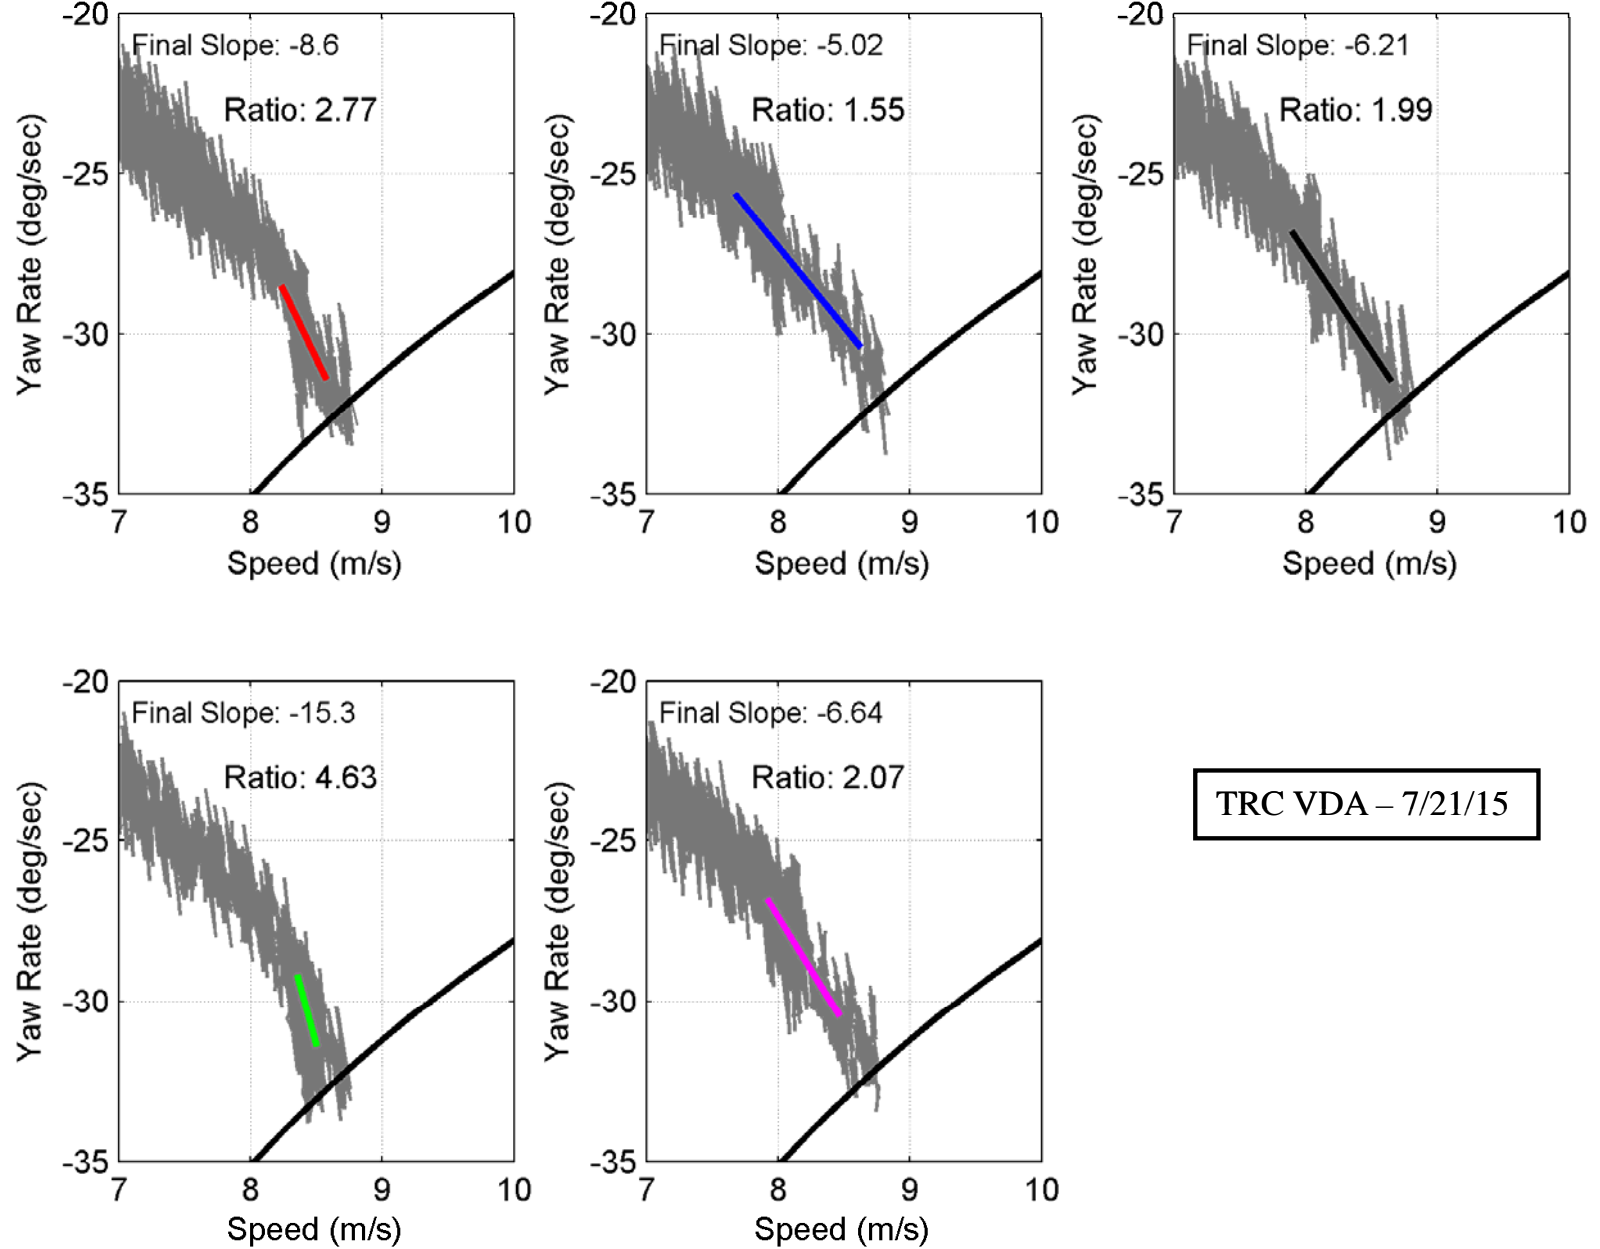 -20
Final Slope: -8.6
Ratio: 2.77
-25
-30
-35
Yaw Rate (deg/sec)
7 8 9 10
Speed (m/s)
-20
Final Slope: -5.02
Ratio: 1.55
-25
-30
-35
Yaw Rate (deg/sec)
7 8 9 10
Speed (m/s)
-20
Final Slope: -6.21
Ratio: 1.99
-25
-30
-35
Yaw Rate (deg/sec)
7 8 9 10
Speed (m/s)
-20
Final Slope: -15.3
Ratio: 4.63
-25
-30
-35
Yaw Rate (deg/sec)
7 8 9 10
Speed (m/s)
-20
Final Slope: -6.64
Ratio: 2.07
-25
-30
-35
Yaw Rate (deg/sec)
7 8 9 10
Speed (m/s)
TRC VDA – 7/21/15